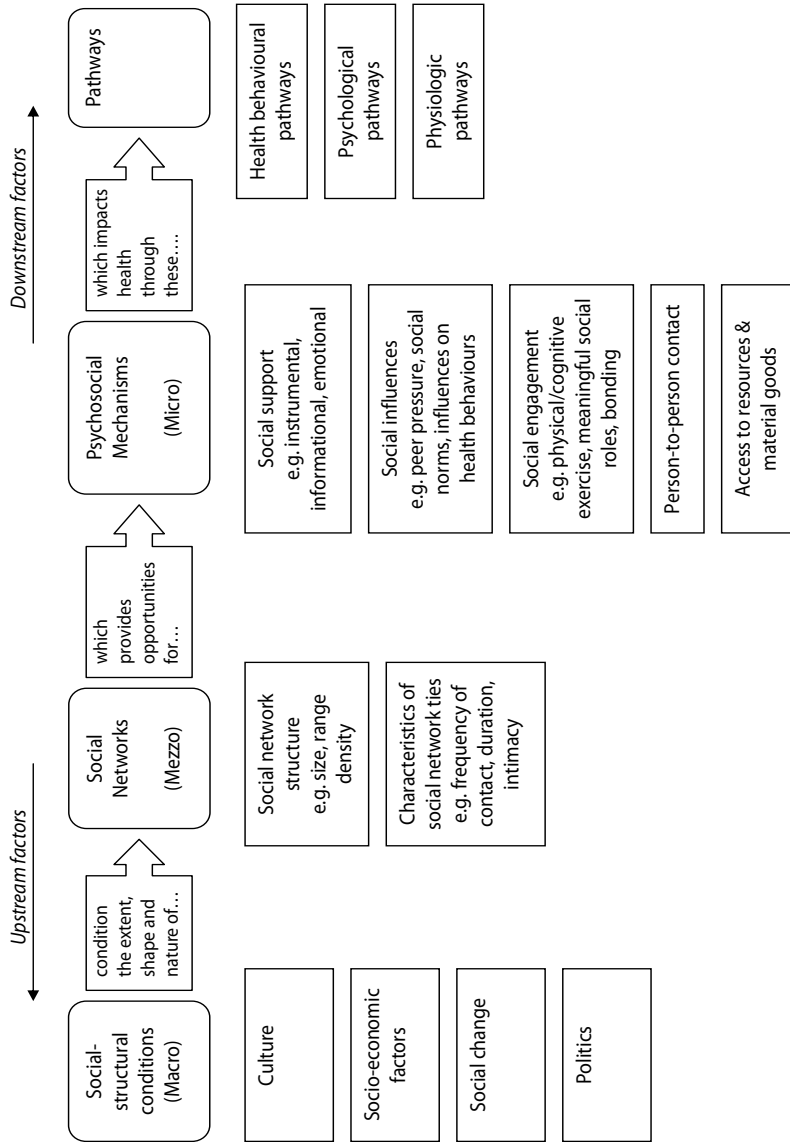 Upstream factors
Downstream factors
Social-
structural
conditions
(Macro)
condition
the extent,
shape and
nature of…
Social
Networks
(Mezzo)
which
provides
opportunities
for…
Psychosocial
Mechanisms
(Micro)
which impacts
health
through
these….
Pathways
Culture
Socio-economic
factors
Social change
Politics
Social network
structure
e.g. size, range
density
Characteristics of
social network ties
e.g. frequency of
contact, duration,
intimacy
Social support
e.g. instrumental,
informational, emotional
Social influences
e.g. peer pressure, social
norms, influences on
health behaviours
Social engagement
e.g. physical/cognitive
exercise, meaningful social
roles, bonding
Person-to-person contact
Access to resources &
material goods
Health behavioural
pathways
Psychological
pathways
Physiologic
pathways